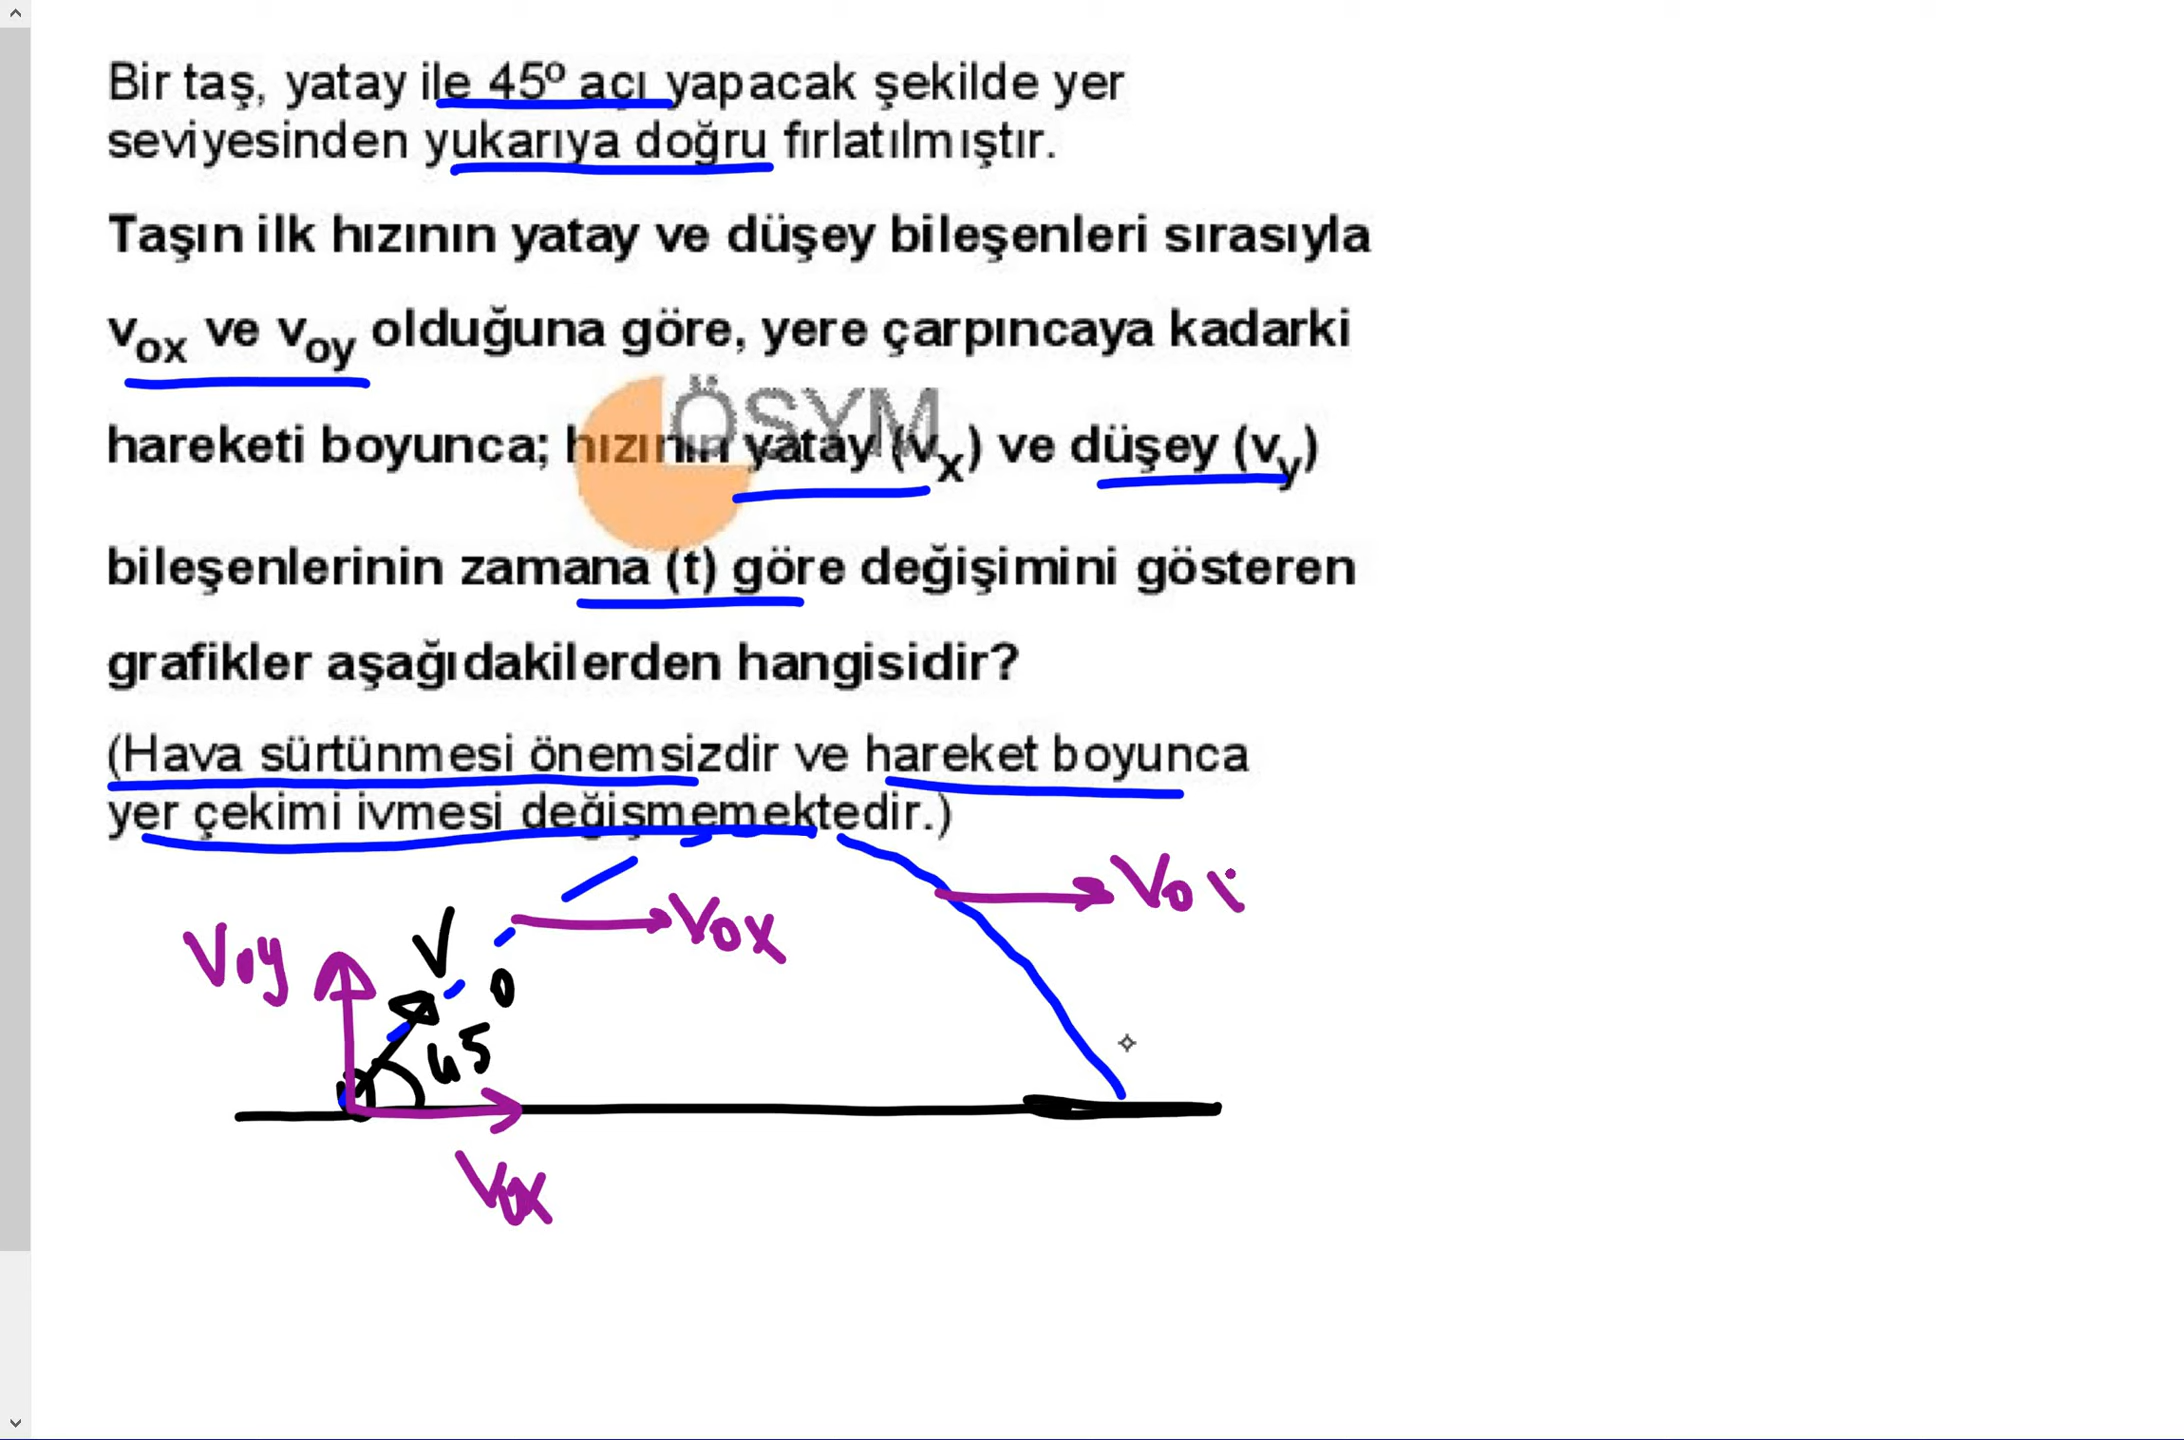 Bir taş, yatay ile 45º açı yapacak şekilde yer
seviyesinden yukarıya doğru fırlatılmıştır.
Taşın ilk hızının yatay ve düşey bileşenleri sırasıyla
vox ve voy olduğuna göre, yere çarpıncaya kadarki
ÖSYM
hareketi boyunca; hızının yatay (vx) ve düşey (vy)
bileşenlerinin zamana (t) göre değişimini gösteren
grafikler aşağıdakilerden hangisidir?
(Hava sürtünmesi önemsizdir ve hareket boyunca
yer çekimi ivmesi değişmemektedir.)
Vox
Voy
V0
Vox
45
Vox